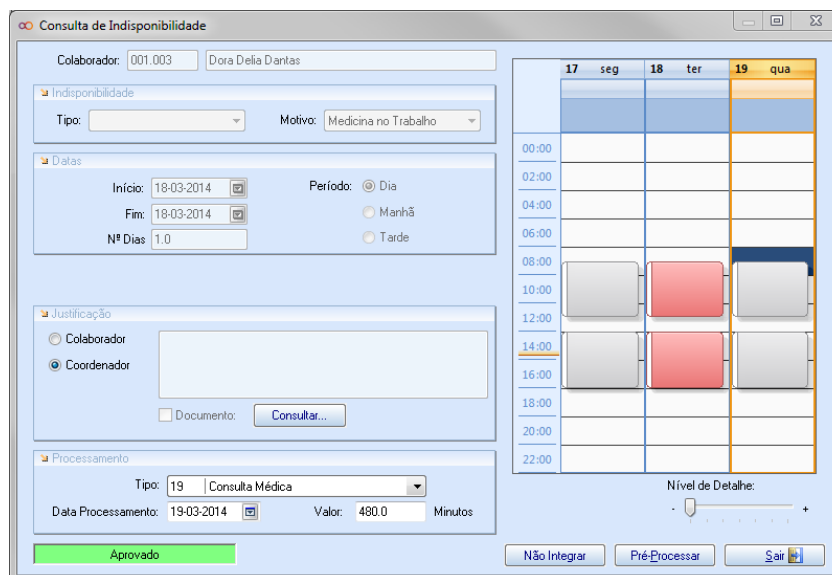 Consulta de Indisponibilidade
Colaborador: 001.003 Dora Delia Dantas
Indisponibilidade
Tipo: Motivo: Medicina no Trabalho
Datas
Início: 18-03-2014 Período: Dia
Fim: 18-03-2014 Manhã
Nº Dias 1.0 Tarde
Justificação
Colaborador
Coordenador
Documento: Consultar...
Processamento
Tipo: 19 Consulta Médica
Data Processamento: 19-03-2014 Valor: 480.0 Minutos
Aprovado
17 seg 18 ter 19 qua
00:00
02:00
04:00
06:00
08:00
10:00
12:00
14:00
16:00
18:00
20:00
22:00
Nível de Detalhe:
- +
Não Integrar Pré-Processar Sair